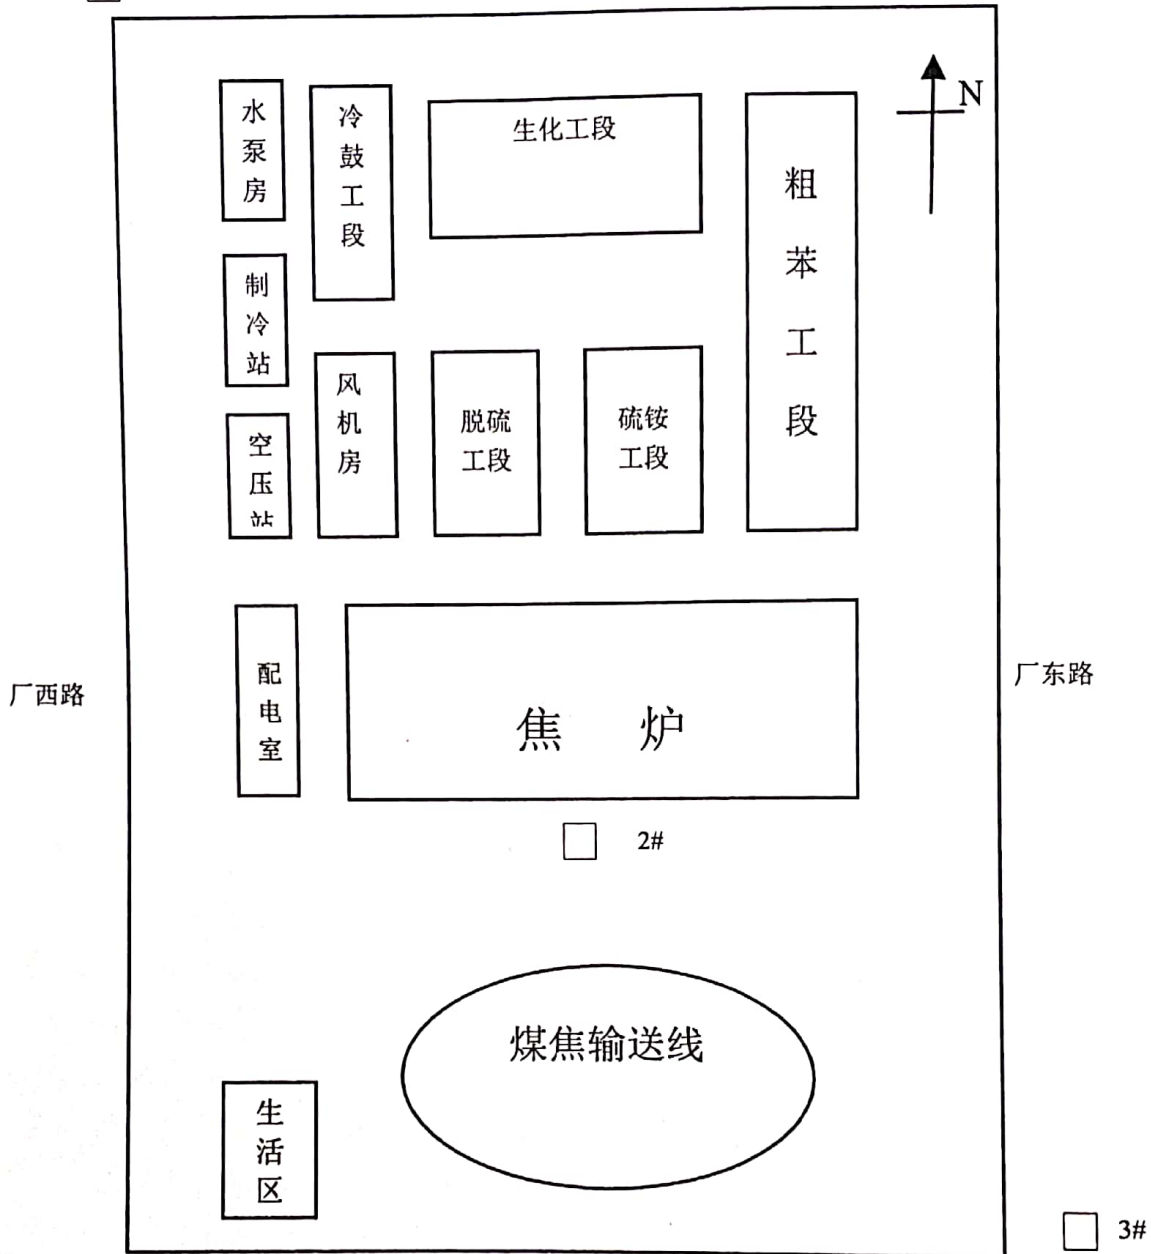 N
水泵房
冷鼓工段
生化工段
粗苯工段
制冷站
风机房
脱硫
工段
硫铵
工段
空压站
配电室
焦 炉
厂西路
厂东路
2#
煤焦输送线
生活区
3#